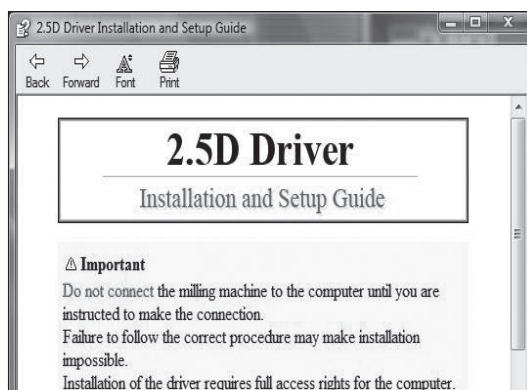 2.5D Driver Installation and Setup Guide
Back Forward Font Print
2.5D Driver
Installation and Setup Guide
⚠ Important
Do not connect the milling machine to the computer until you are
instructed to make the connection.
Failure to follow the correct procedure may make installation
impossible.
Installation of the driver requires full access rights for the computer.